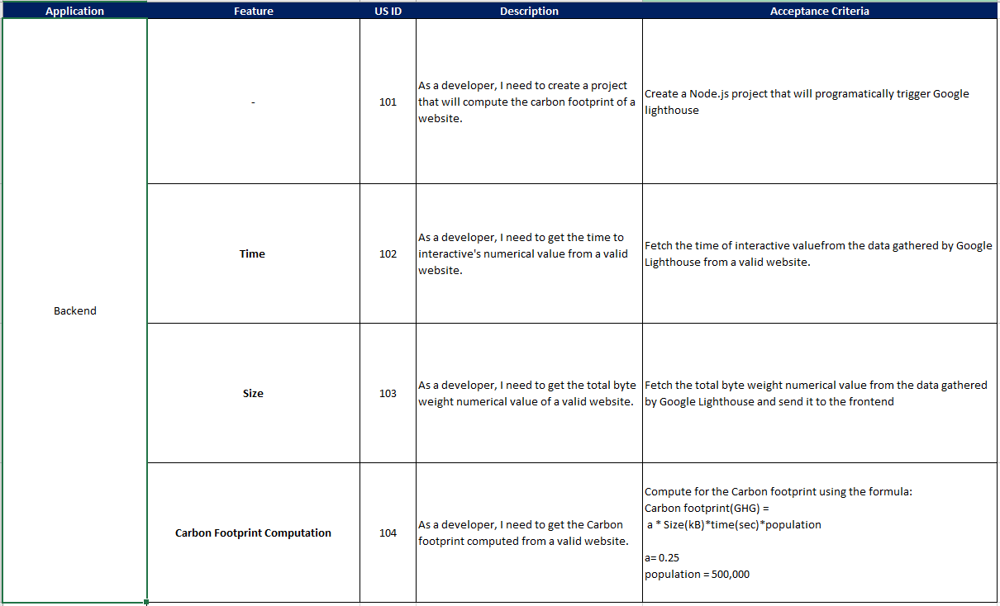 Application Feature US ID Description Acceptance Criteria
Backend
-
101
As a developer, I need to create a project
that will compute the carbon footprint of a
website.
Create a Node.js project that will programatically trigger Google
lighthouse
Time
102
As a developer, I need to get the time to
interactive's numerical value from a valid
website.
Fetch the time of interactive valuefrom the data gathered by Google
Lighthouse from a valid website.
Size
103
As a developer, I need to get the total byte
weight numerical value of a valid website.
Fetch the total byte weight numerical value from the data gathered
by Google Lighthouse and send it to the frontend
Carbon Footprint Computation
104
As a developer, I need to get the Carbon
footprint computed from a valid website.
Compute for the Carbon footprint using the formula:
Carbon footprint(GHG) =
a * Size(kB)*time(sec)*population
a= 0.25
population = 500,000